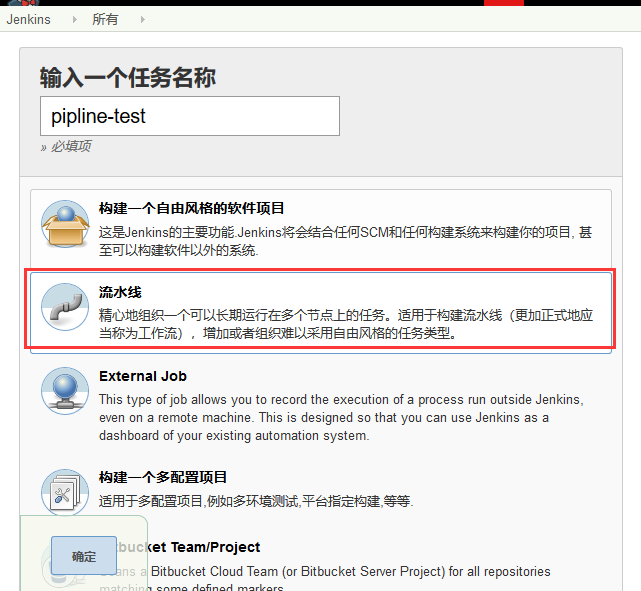 Jenkins 所有
输入一个任务名称
pipline-test
» 必填项
构建一个自由风格的软件项目
这是Jenkins的主要功能.Jenkins将会结合任何SCM和任何构建系统来构建你的项目, 甚
至可以构建软件以外的系统.
流水线
精心地组织一个可以长期运行在多个节点上的任务。适用于构建流水线（更加正式地应
当称为工作流），增加或者组织难以采用自由风格的任务类型。
External Job
This type of job allows you to record the execution of a process run outside Jenkins,
even on a remote machine. This is designed so that you can use Jenkins as a
dashboard of your existing automation system.
构建一个多配置项目
适用于多配置项目,例如多环境测试,平台指定构建,等等.
确定
Team/Project
a Bitbucket Cloud Team (or Bitbucket Server Project) for all repositories
some defined markers